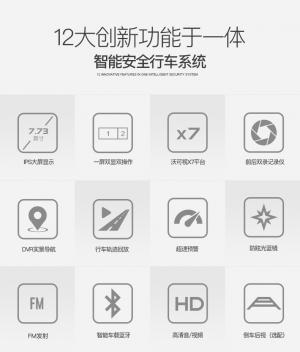 12大创新功能于一体
智能安全行车系统
12 INNOVATIVE FEATURES IN ONE INTELLIGENT SECURITY SYSTEM
7.73
英寸
1 2
x7
IPS大屏显示
一屏双显双操作
沃可视X7平台
前后双录记录仪
DVR实景导航
行车轨迹回放
超速预警
防眩光蓝镜
FM
HD
FM发射
智能车载蓝牙
高清音/视频
倒车后视（选配）